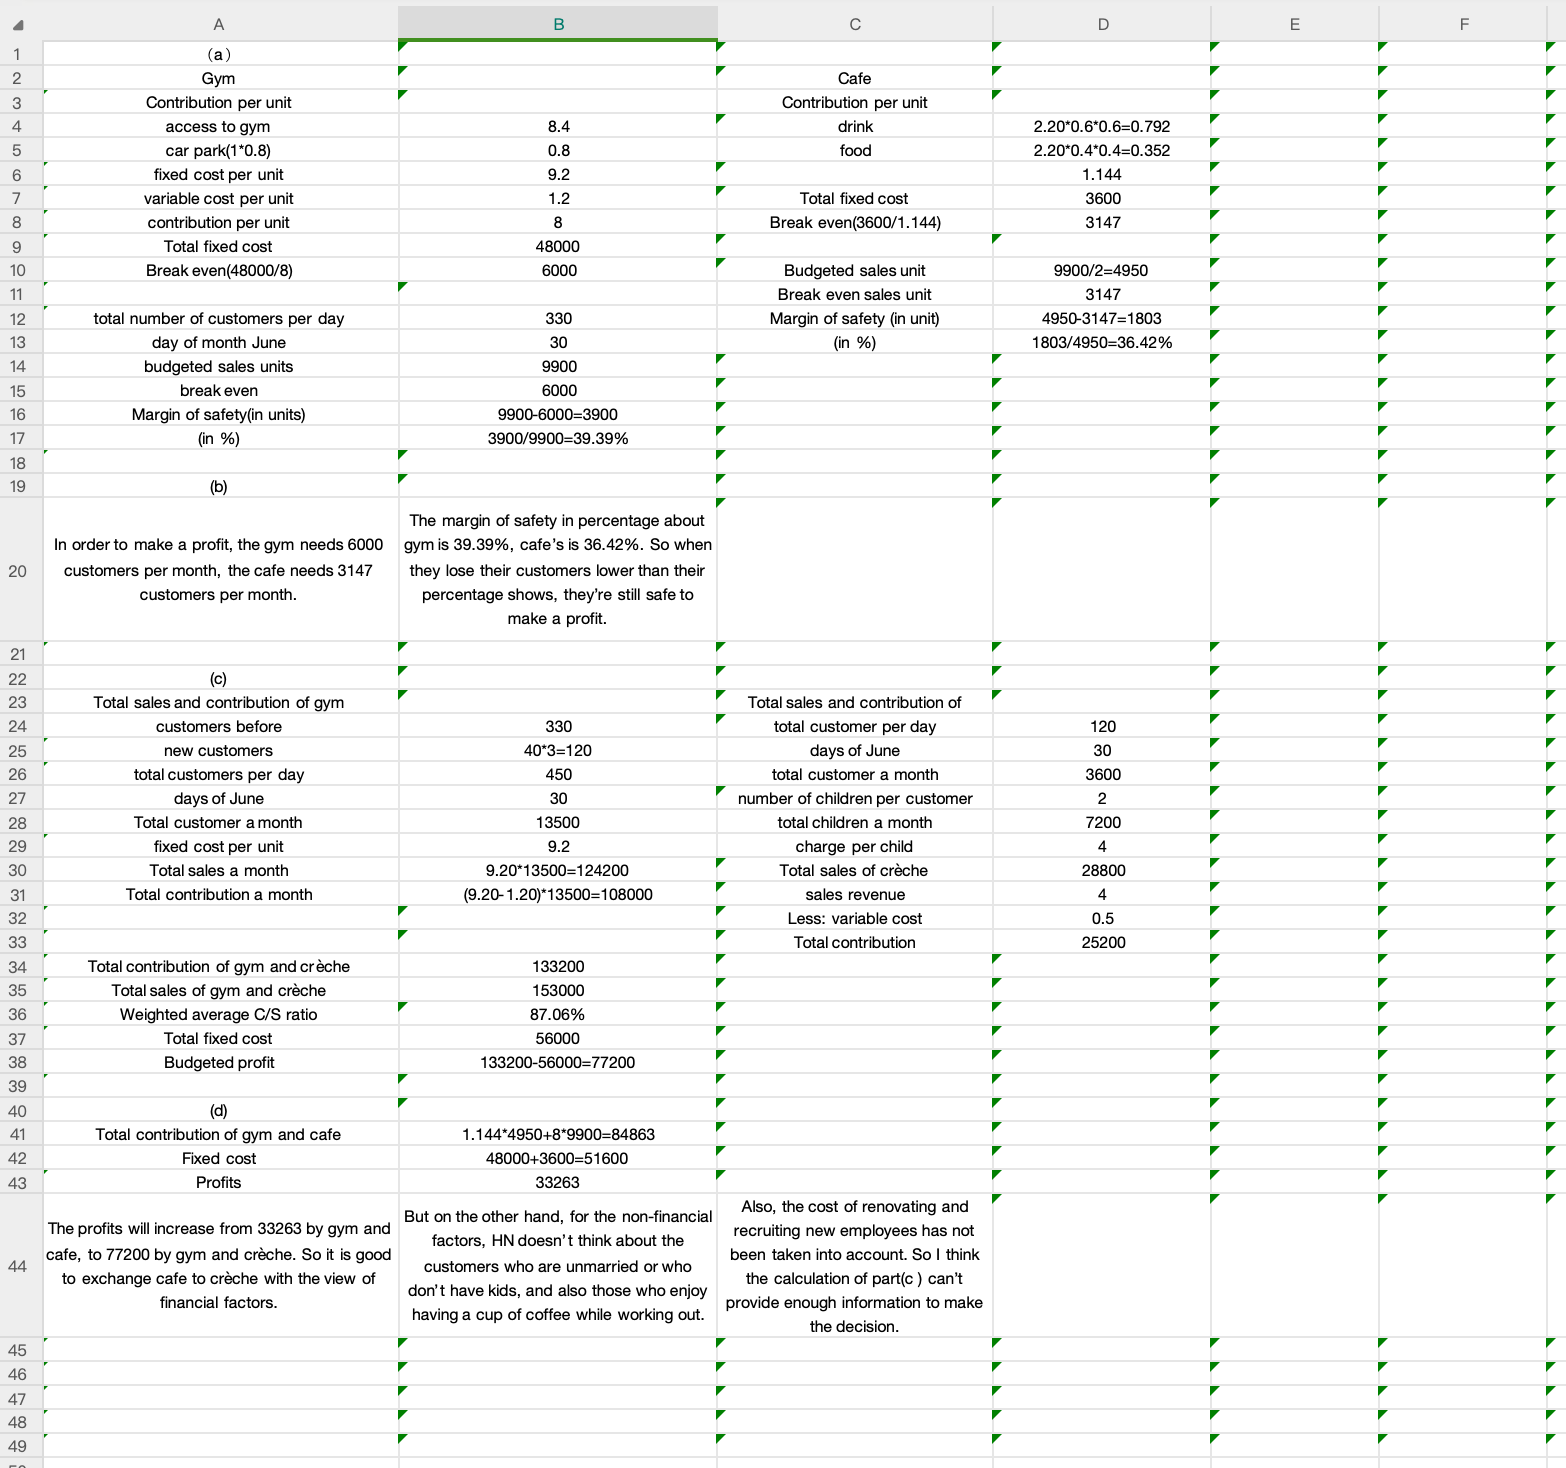 A B C D E F
1 （a）
2 Gym Cafe
3 Contribution per unit Contribution per unit
4 access to gym 8.4 drink 2.20*0.6*0.6=0.792
5 car park(1*0.8) 0.8 food 2.20*0.4*0.4=0.352
6 fixed cost per unit 9.2 1.144
7 variable cost per unit 1.2 Total fixed cost 3600
8 contribution per unit 8 Break even(3600/1.144) 3147
9 Total fixed cost 48000
10 Break even(48000/8) 6000 Budgeted sales unit 9900/2=4950
11 Break even sales unit 3147
12 total number of customers per day 330 Margin of safety (in unit) 4950-3147=1803
13 day of month June 30 (in %) 1803/4950=36.42%
14 budgeted sales units 9900
15 break even 6000
16 Margin of safety(in units) 9900-6000=3900
17 (in %) 3900/9900=39.39%
18
19 (b)
20
In order to make a profit, the gym needs 6000
customers per month, the cafe needs 3147
customers per month.
The margin of safety in percentage about
gym is 39.39%, cafe's is 36.42%. So when
they lose their customers lower than their
percentage shows, they're still safe to
make a profit.
21
22 (c)
23 Total sales and contribution of gym Total sales and contribution of
24 customers before 330 total customer per day 120
25 new customers 40*3=120 days of June 30
26 total customers per day 450 total customer a month 3600
27 days of June 30 number of children per customer 2
28 Total customer a month 13500 total children a month 7200
29 fixed cost per unit 9.2 charge per child 4
30 Total sales a month 9.20*13500=124200 Total sales of crèche 28800
31 Total contribution a month (9.20-1.20)*13500=108000 sales revenue 4
32 Less: variable cost 0.5
33 Total contribution 25200
34 Total contribution of gym and crèche 133200
35 Total sales of gym and crèche 153000
36 Weighted average C/S ratio 87.06%
37 Total fixed cost 56000
38 Budgeted profit 133200-56000=77200
39
40 (d)
41 Total contribution of gym and cafe 1.144*4950+8*9900=84863
42 Fixed cost 48000+3600=51600
43 Profits 33263
44
The profits will increase from 33263 by gym and
cafe, to 77200 by gym and crèche. So it is good
to exchange cafe to crèche with the view of
financial factors.
But on the other hand, for the non-financial
factors, HN doesn't think about the
customers who are unmarried or who
don't have kids, and also those who enjoy
having a cup of coffee while working out.
Also, the cost of renovating and
recruiting new employees has not
been taken into account. So I think
the calculation of part(c ) can't
provide enough information to make
the decision.
45
46
47
48
49